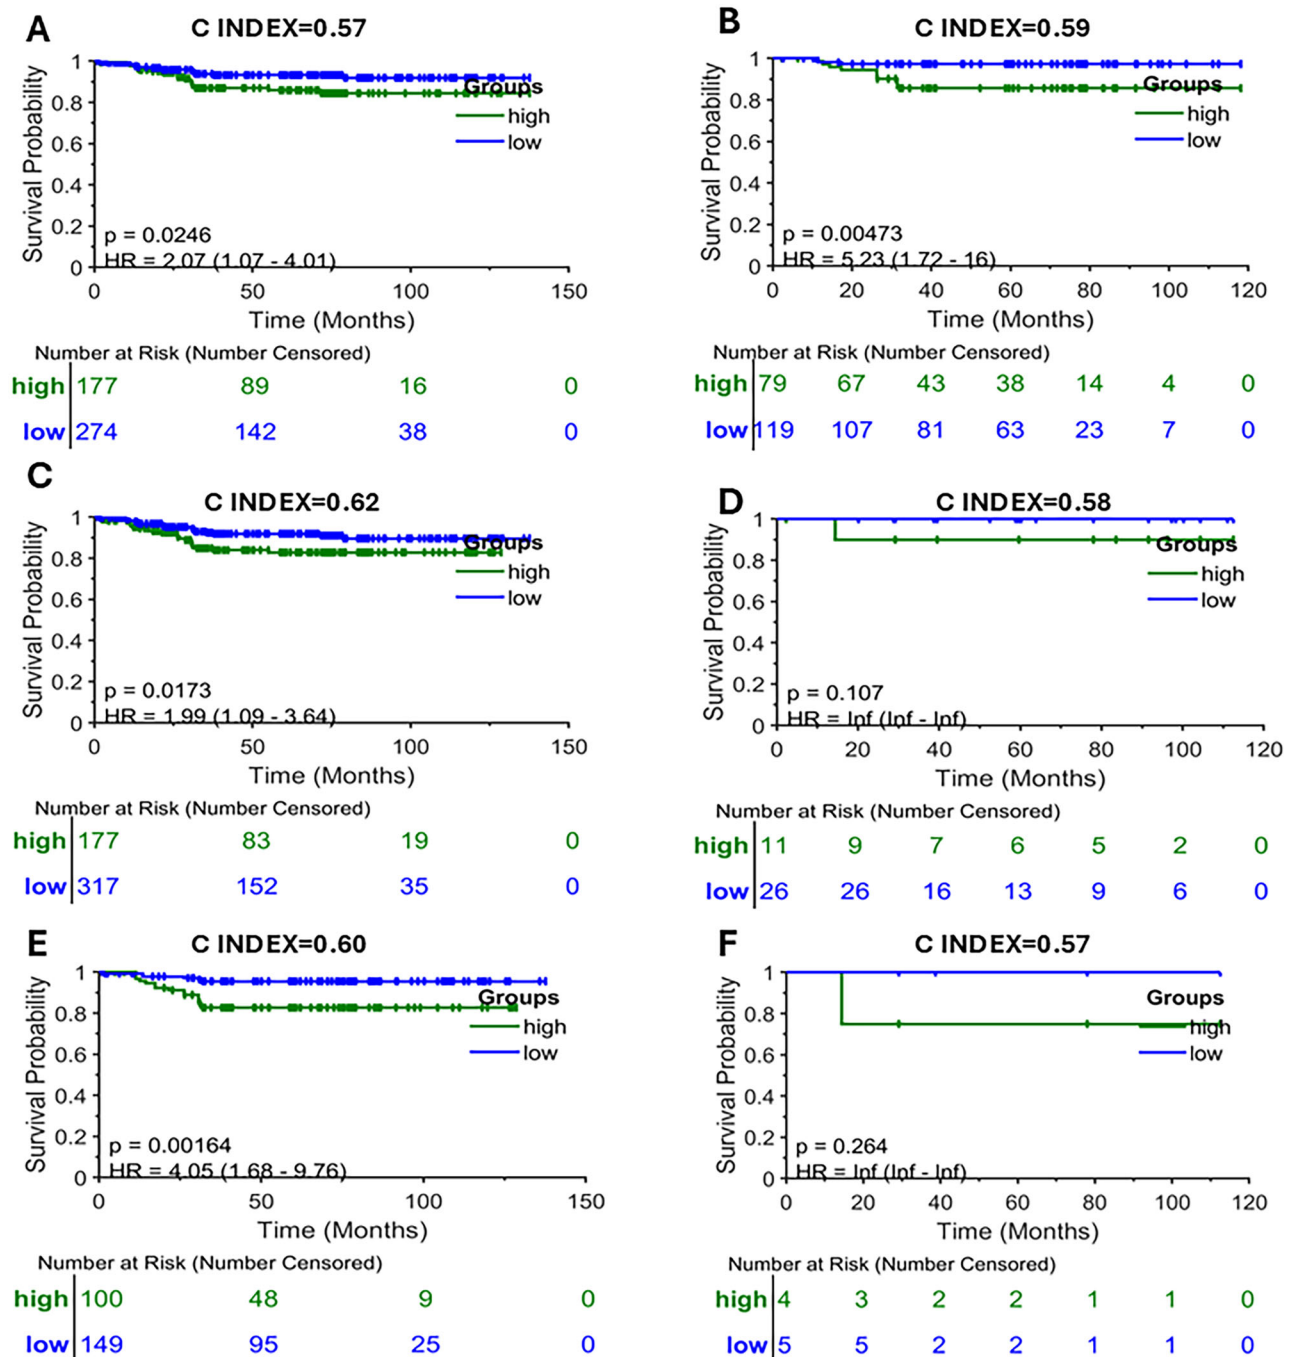 A
C INDEX=0.57
Survival Probability
1
0.8
0.6
0.4
0.2
0
Groups
high
low
p = 0.0246
HR = 2.07 (1.07 - 4.01)
0 50 100 150
Time (Months)
Number at Risk (Number Censored)
high 177 89 16 0
low 274 142 38 0
B
C INDEX=0.59
Survival Probability
1
0.8
0.6
0.4
0.2
0
Groups
high
low
p = 0.00473
HR = 5.23 (1.72 - 16)
0 20 40 60 80 100 120
Time (Months)
Number at Risk (Number Censored)
high 79 67 43 38 14 4 0
low 119 107 81 63 23 7 0
C
C INDEX=0.62
Survival Probability
1
0.8
0.6
0.4
0.2
0
Groups
high
low
p = 0.0173
HR = 1.99 (1.09 - 3.64)
0 50 100 150
Time (Months)
Number at Risk (Number Censored)
high 177 83 19 0
low 317 152 35 0
D
C INDEX=0.58
Survival Probability
1
0.8
0.6
0.4
0.2
0
Groups
high
low
p = 0.107
HR = Inf (Inf - Inf)
0 20 40 60 80 100 120
Time (Months)
Number at Risk (Number Censored)
high 11 9 7 6 5 2 0
low 26 26 16 13 9 6 0
E
C INDEX=0.60
Survival Probability
1
0.8
0.6
0.4
0.2
0
Groups
high
low
p = 0.00164
HR = 4.05 (1.68 - 9.76)
0 50 100 150
Time (Months)
Number at Risk (Number Censored)
high 100 48 9 0
low 149 95 25 0
F
C INDEX=0.57
Survival Probability
1
0.8
0.6
0.4
0.2
0
Groups
high
low
p = 0.264
HR = Inf (Inf - Inf)
0 20 40 60 80 100 120
Time (Months)
Number at Risk (Number Censored)
high 4 3 2 2 1 1 0
low 5 5 2 2 1 1 0